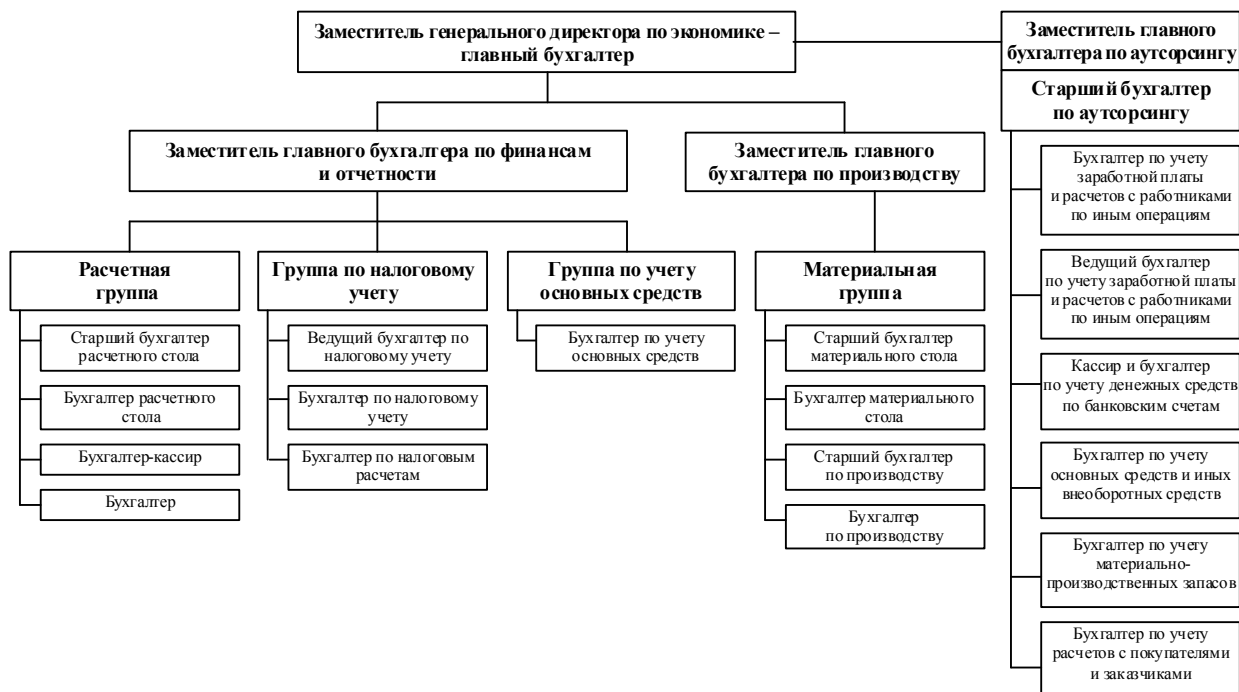 Заместитель генерального директора по экономике –
главный бухгалтер
Заместитель главного
бухгалтера по аутсорсингу
Старший бухгалтер
по аутсорсингу
Заместитель главного бухгалтера по финансам
и отчетности
Заместитель главного
бухгалтера по производству
Расчетная
группа
Старший бухгалтер
расчетного стола
Бухгалтер расчетного
стола
Бухгалтер-кассир
Бухгалтер
Группа по налоговому
учету
Ведущий бухгалтер по
налоговому учету
Бухгалтер по налоговому
учету
Бухгалтер по налоговым
расчетам
Группа по учету
основных средств
Бухгалтер по учету
основных средств
Материальная
группа
Старший бухгалтер
материального стола
Бухгалтер материального
стола
Старший бухгалтер
по производству
Бухгалтер
по производству
Бухгалтер по учету
заработной платы
и расчетов с работниками
по иным операциям
Ведущий бухгалтер
по учету заработной платы
и расчетов с работниками
по иным операциям
Кассир и бухгалтер
по учету денежных средств
по банковским счетам
Бухгалтер по учету
основных средств и иных
внеоборотных средств
Бухгалтер по учету
материально-
производственных запасов
Бухгалтер по учету
расчетов с покупателями
и заказчиками